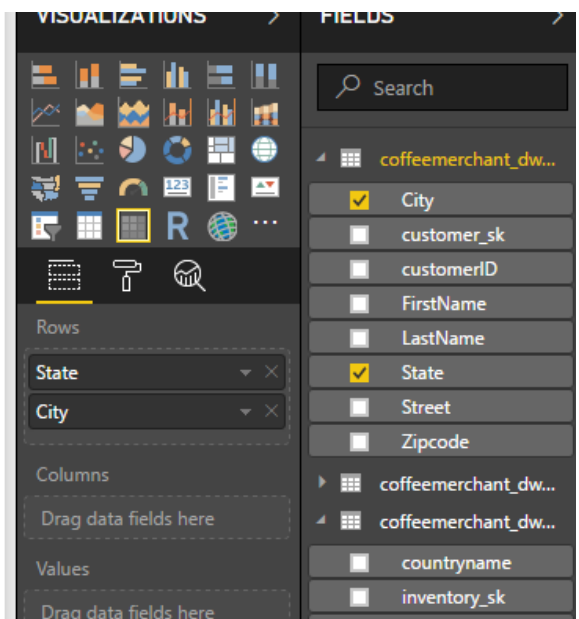 VISUALIZATIONS
FIELDS
123
R
Search
coffeemerchant_dw...
City
customer_sk
customerID
FirstName
LastName
State
Street
Zipcode
coffeemerchant_dw...
coffeemerchant_dw...
countryname
inventory_sk
Rows
State
City
Columns
Drag data fields here
Values
Drag data fields here